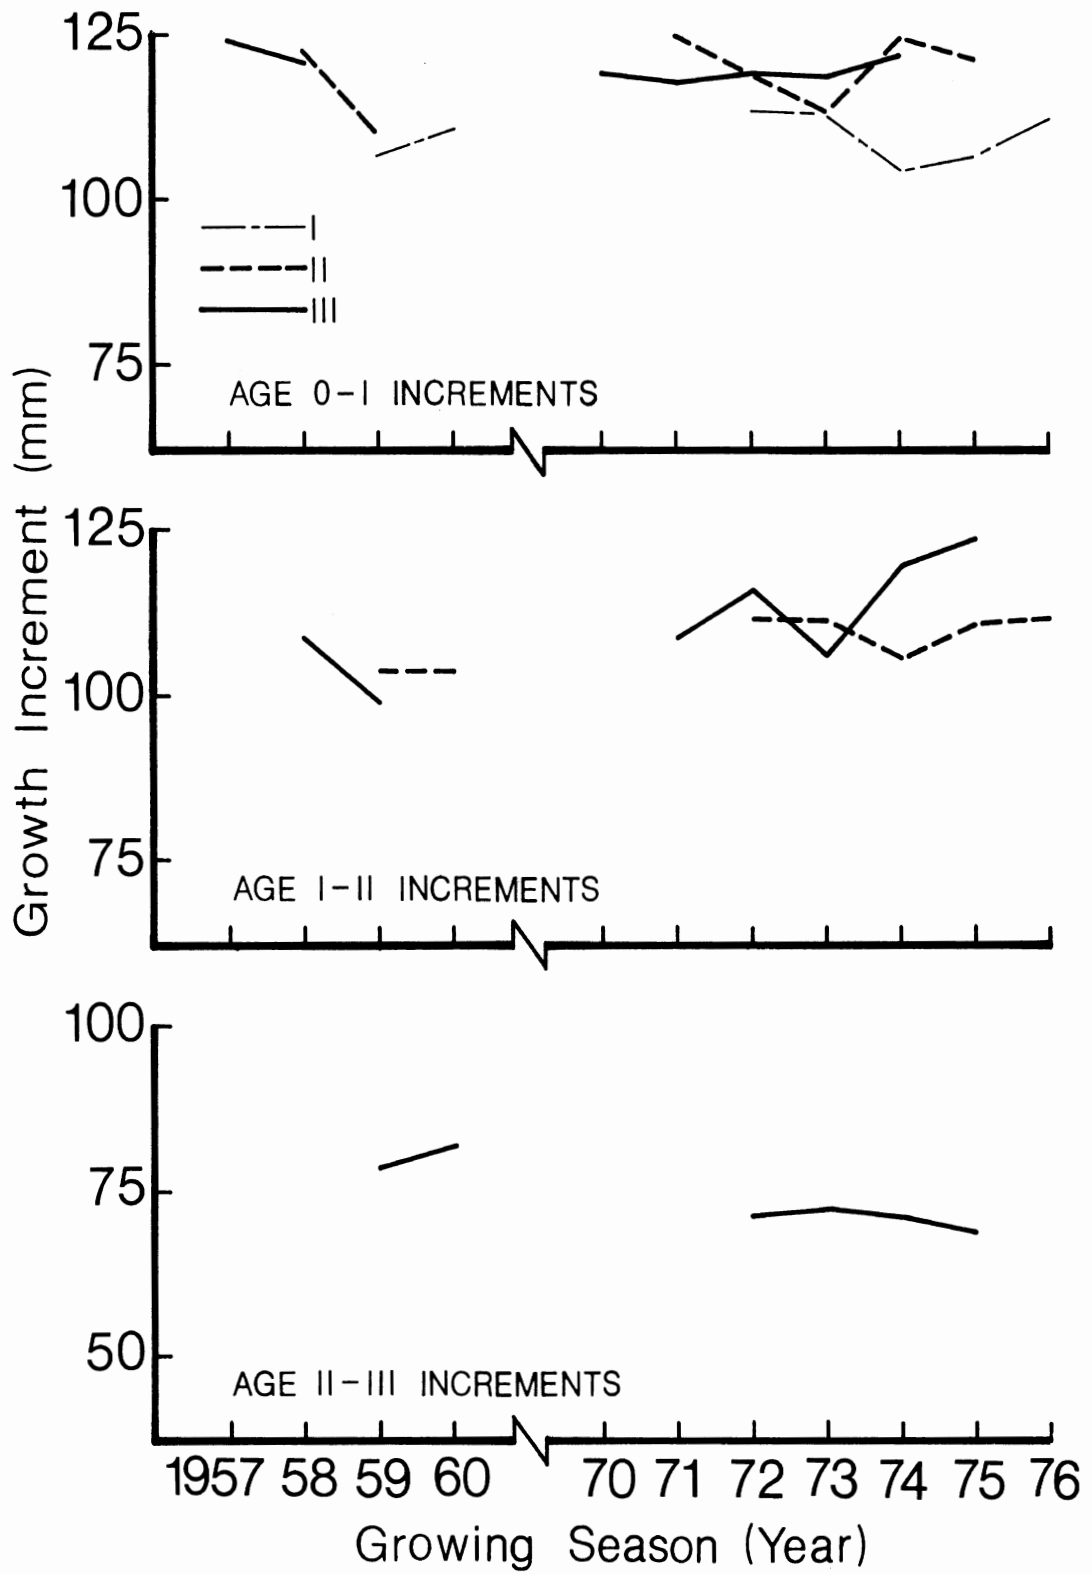 Growth Increment (mm)
125
100
75
I
II
III
AGE 0-I INCREMENTS
125
100
75
AGE I-II INCREMENTS
100
75
50
AGE II-III INCREMENTS
1957 58 59 60 70 71 72 73 74 75 76
Growing Season (Year)